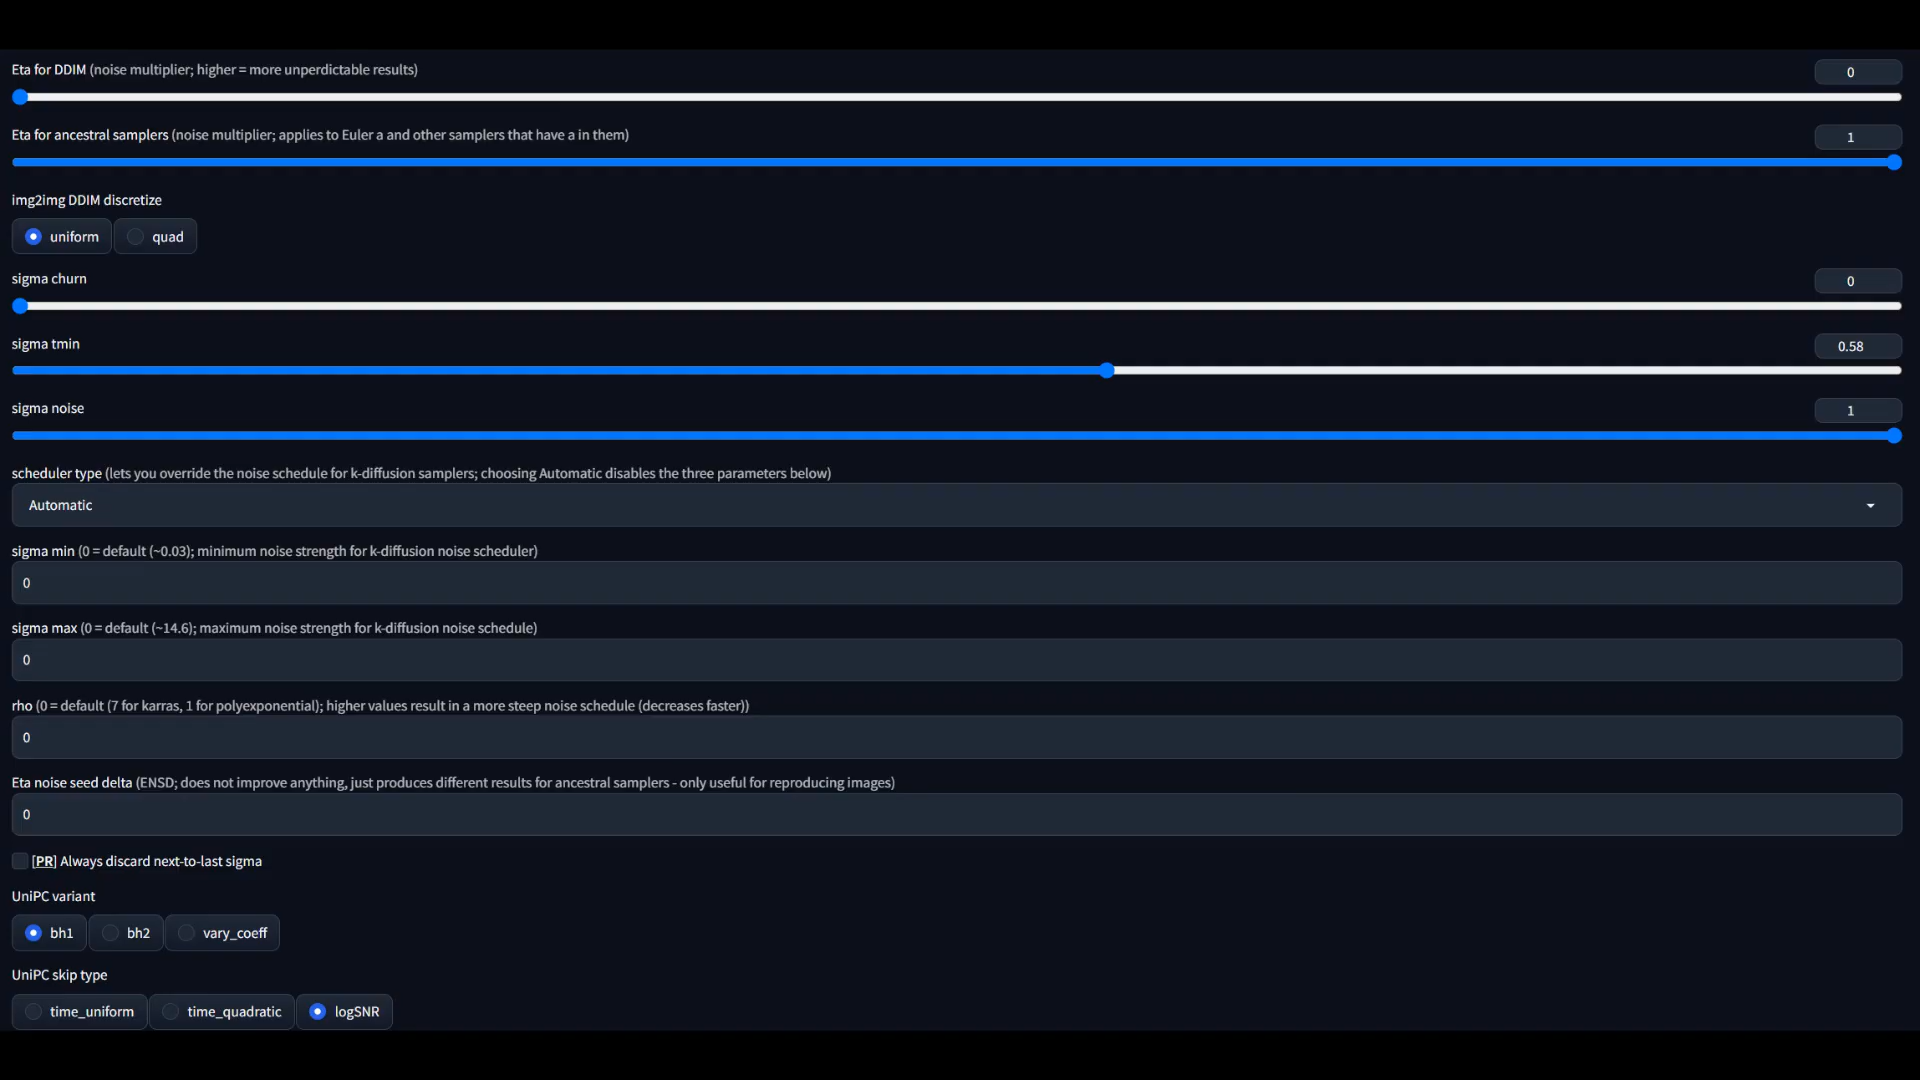 Eta for DDIM (noise multiplier; higher = more unperdictable results)
0
Eta for ancestral samplers (noise multiplier; applies to Euler a and other samplers that have a in them)
1
img2img DDIM discretize
uniform quad
sigma churn
0
sigma tmin
0.58
sigma noise
1
scheduler type (lets you override the noise schedule for k-diffusion samplers; choosing Automatic disables the three parameters below)
Automatic
sigma min (0 = default (~0.03); minimum noise strength for k-diffusion noise scheduler)
0
sigma max (0 = default (~14.6); maximum noise strength for k-diffusion noise schedule)
0
rho (0 = default (7 for karras, 1 for polyexponential); higher values result in a more steep noise schedule (decreases faster))
0
Eta noise seed delta (ENSD; does not improve anything, just produces different results for ancestral samplers - only useful for reproducing images)
0
[PR] Always discard next-to-last sigma
UniPC variant
bh1 bh2 vary_coeff
UniPC skip type
time_uniform time_quadratic logSNR